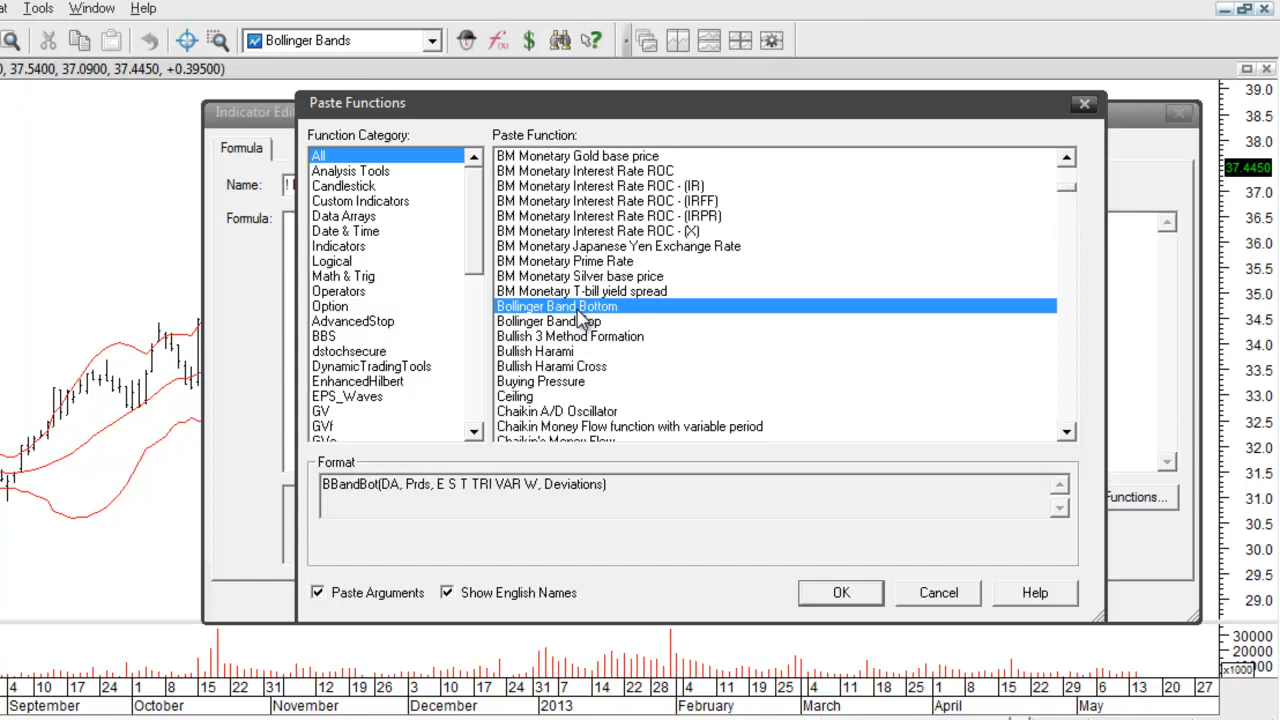 Tools Window Help
Bollinger Bands
37.5400, 37.0900, 37.4450, +0.39500)
Indicator Edi
Paste Functions
Formula
Name:
Formula:
Function Category:
All
Analysis Tools
Candlestick
Custom Indicators
Data Arrays
Date & Time
Indicators
Logical
Math & Trig
Operators
Option
AdvancedStop
BBS
dstochsecure
DynamicTradingTools
EnhancedHilbert
EPS_Waves
GV
GVf
Paste Function:
BM Monetary Gold base price
BM Monetary Interest Rate ROC
BM Monetary Interest Rate ROC - (IR)
BM Monetary Interest Rate ROC - (IRFF)
BM Monetary Interest Rate ROC - (IRPR)
BM Monetary Interest Rate ROC - (X)
BM Monetary Japanese Yen Exchange Rate
BM Monetary Prime Rate
BM Monetary Silver base price
BM Monetary T-bill yield spread
Bollinger Band Bottom
Bollinger Band Top
Bullish 3 Method Formation
Bullish Harami
Bullish Harami Cross
Buying Pressure
Ceiling
Chaikin A/D Oscillator
Chaikin Money Flow function with variable period
Chaikin's Money Flow
Format
BBandBot(DA, Prds, E S T TRI VAR W, Deviations)
Functions...
Paste Arguments
Show English Names
OK
Cancel
Help
39.0
38.5
38.0
37.4450
37.0
36.5
36.0
35.5
35.0
34.5
34.0
33.5
33.0
32.5
32.0
31.5
31.0
30.5
30.0
29.5
29.0
30000
20000
x1000
4 10 17 24 1 8 15 22 31 12 19 26 3 10 17 24 31 7 14 22 28 4 11 19 25 4 11 18 25 1 8 15 22 29 6 13 20 27
September October November December 2013 February March April May